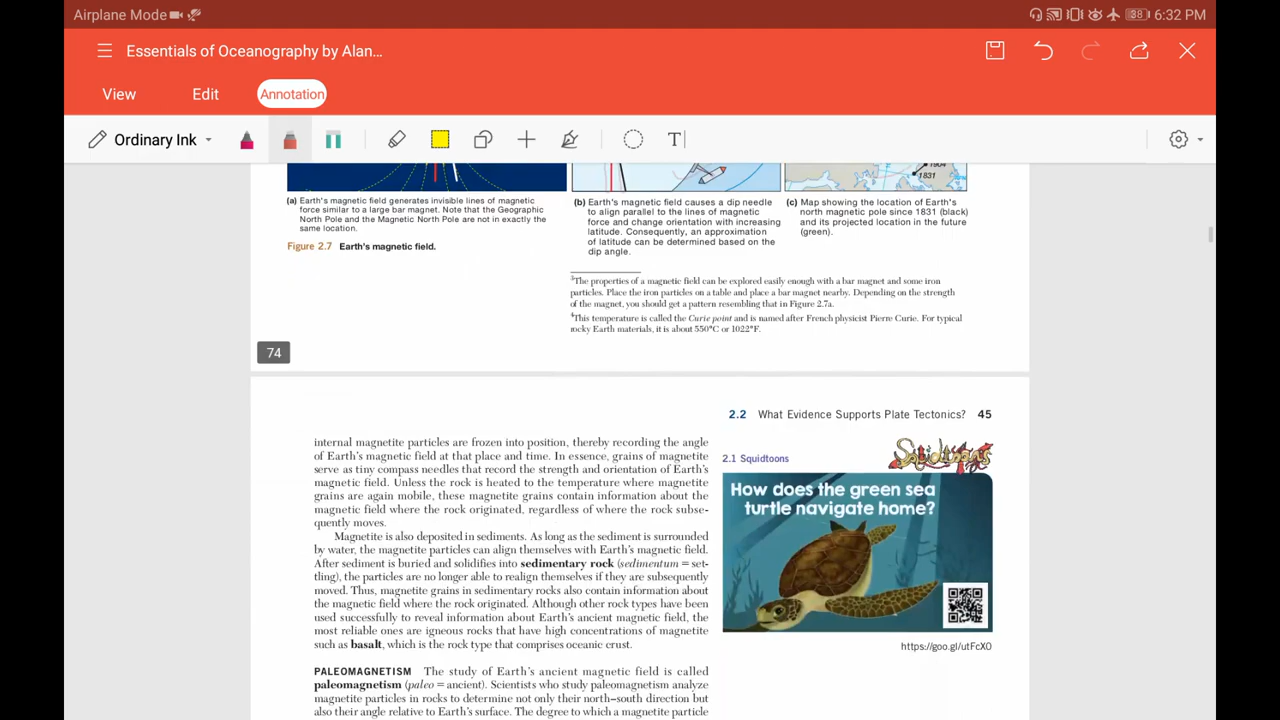 Airplane Mode
38 6:32 PM
Essentials of Oceanography by Alan...
View Edit Annotation
Ordinary Ink
T
1904
1831
(a) Earth's magnetic field generates invisible lines of magnetic
force similar to a large bar magnet. Note that the Geographic
North Pole and the Magnetic North Pole are not in exactly the
same location.
Figure 2.7 Earth's magnetic field.
(b) Earth's magnetic field causes a dip needle
to align parallel to the lines of magnetic
force and change orientation with increasing
latitude. Consequently, an approximation
of latitude can be determined based on the
dip angle.
(c) Map showing the location of Earth's
north magnetic pole since 1831 (black)
and its projected location in the future
(green).
3The properties of a magnetic field can be explored easily enough with a bar magnet and some iron
particles. Place the iron particles on a table and place a bar magnet nearby. Depending on the strength
of the magnet, you should get a pattern resembling that in Figure 2.7a.
4This temperature is called the Curie point and is named after French physicist Pierre Curie. For typical
rocky Earth materials, it is about 550°C or 1022°F.
74
2.2 What Evidence Supports Plate Tectonics? 45
internal magnetite particles are frozen into position, thereby recording the angle
of Earth's magnetic field at that place and time. In essence, grains of magnetite
serve as tiny compass needles that record the strength and orientation of Earth's
magnetic field. Unless the rock is heated to the temperature where magnetite
grains are again mobile, these magnetite grains contain information about the
magnetic field where the rock originated, regardless of where the rock subse-
quently moves.
Magnetite is also deposited in sediments. As long as the sediment is surrounded
by water, the magnetite particles can align themselves with Earth's magnetic field.
After sediment is buried and solidifies into sedimentary rock (sedimentum = set-
tling), the particles are no longer able to realign themselves if they are subsequently
moved. Thus, magnetite grains in sedimentary rocks also contain information about
the magnetic field where the rock originated. Although other rock types have been
used successfully to reveal information about Earth's ancient magnetic field, the
most reliable ones are igneous rocks that have high concentrations of magnetite
such as basalt, which is the rock type that comprises oceanic crust.
PALEOMAGNETISM The study of Earth's ancient magnetic field is called
paleomagnetism (paleo = ancient). Scientists who study paleomagnetism analyze
magnetite particles in rocks to determine not only their north–south direction but
also their angle relative to Earth's surface. The degree to which a magnetite particle
2.1 Squidtoons
Squidtoons
How does the green sea
turtle navigate home?
https://goo.gl/utFcXO